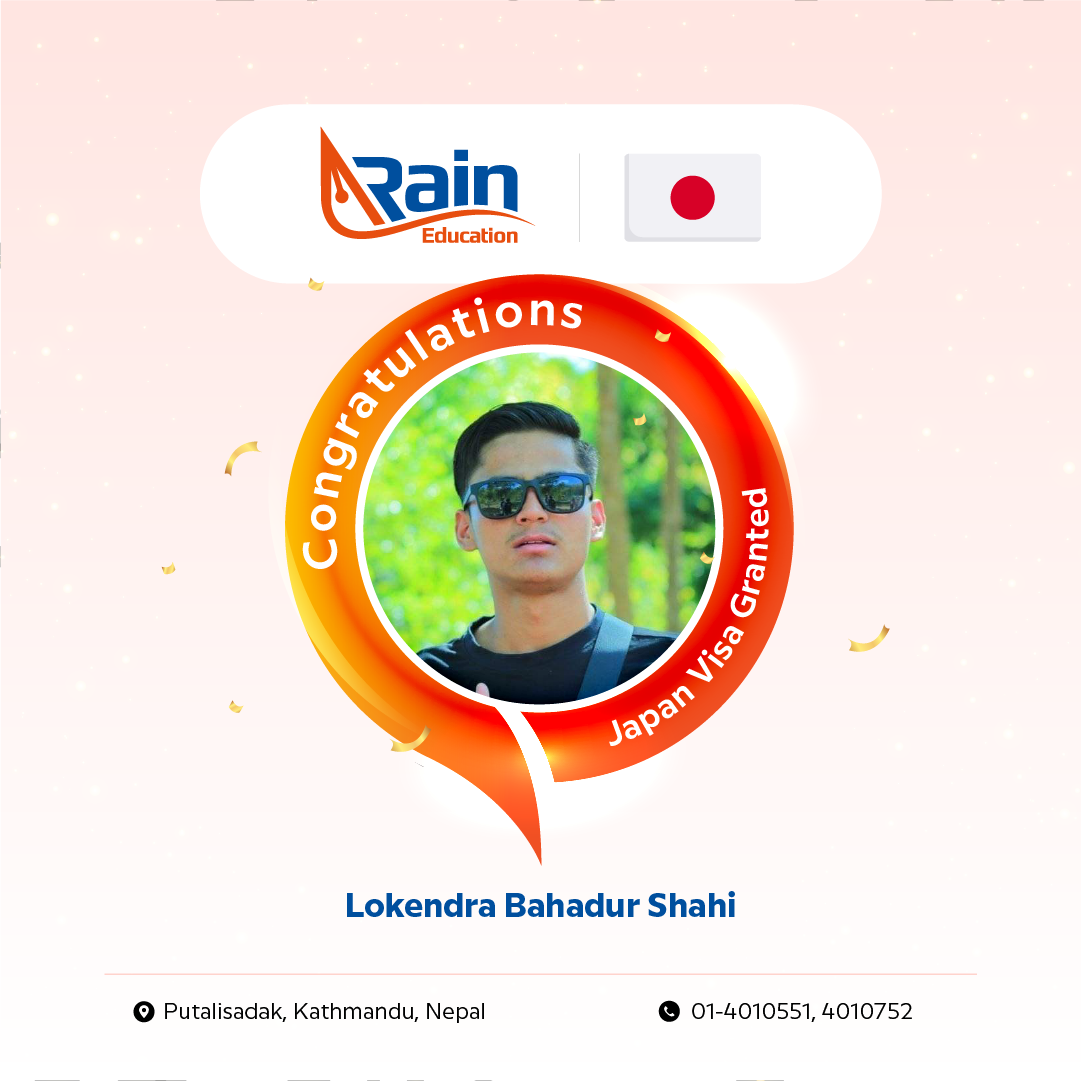 Rain
Education
Congratulations
Japan Visa Granted
Lokendra Bahadur Shahi
Putalisadak, Kathmandu, Nepal
01-4010551, 4010752